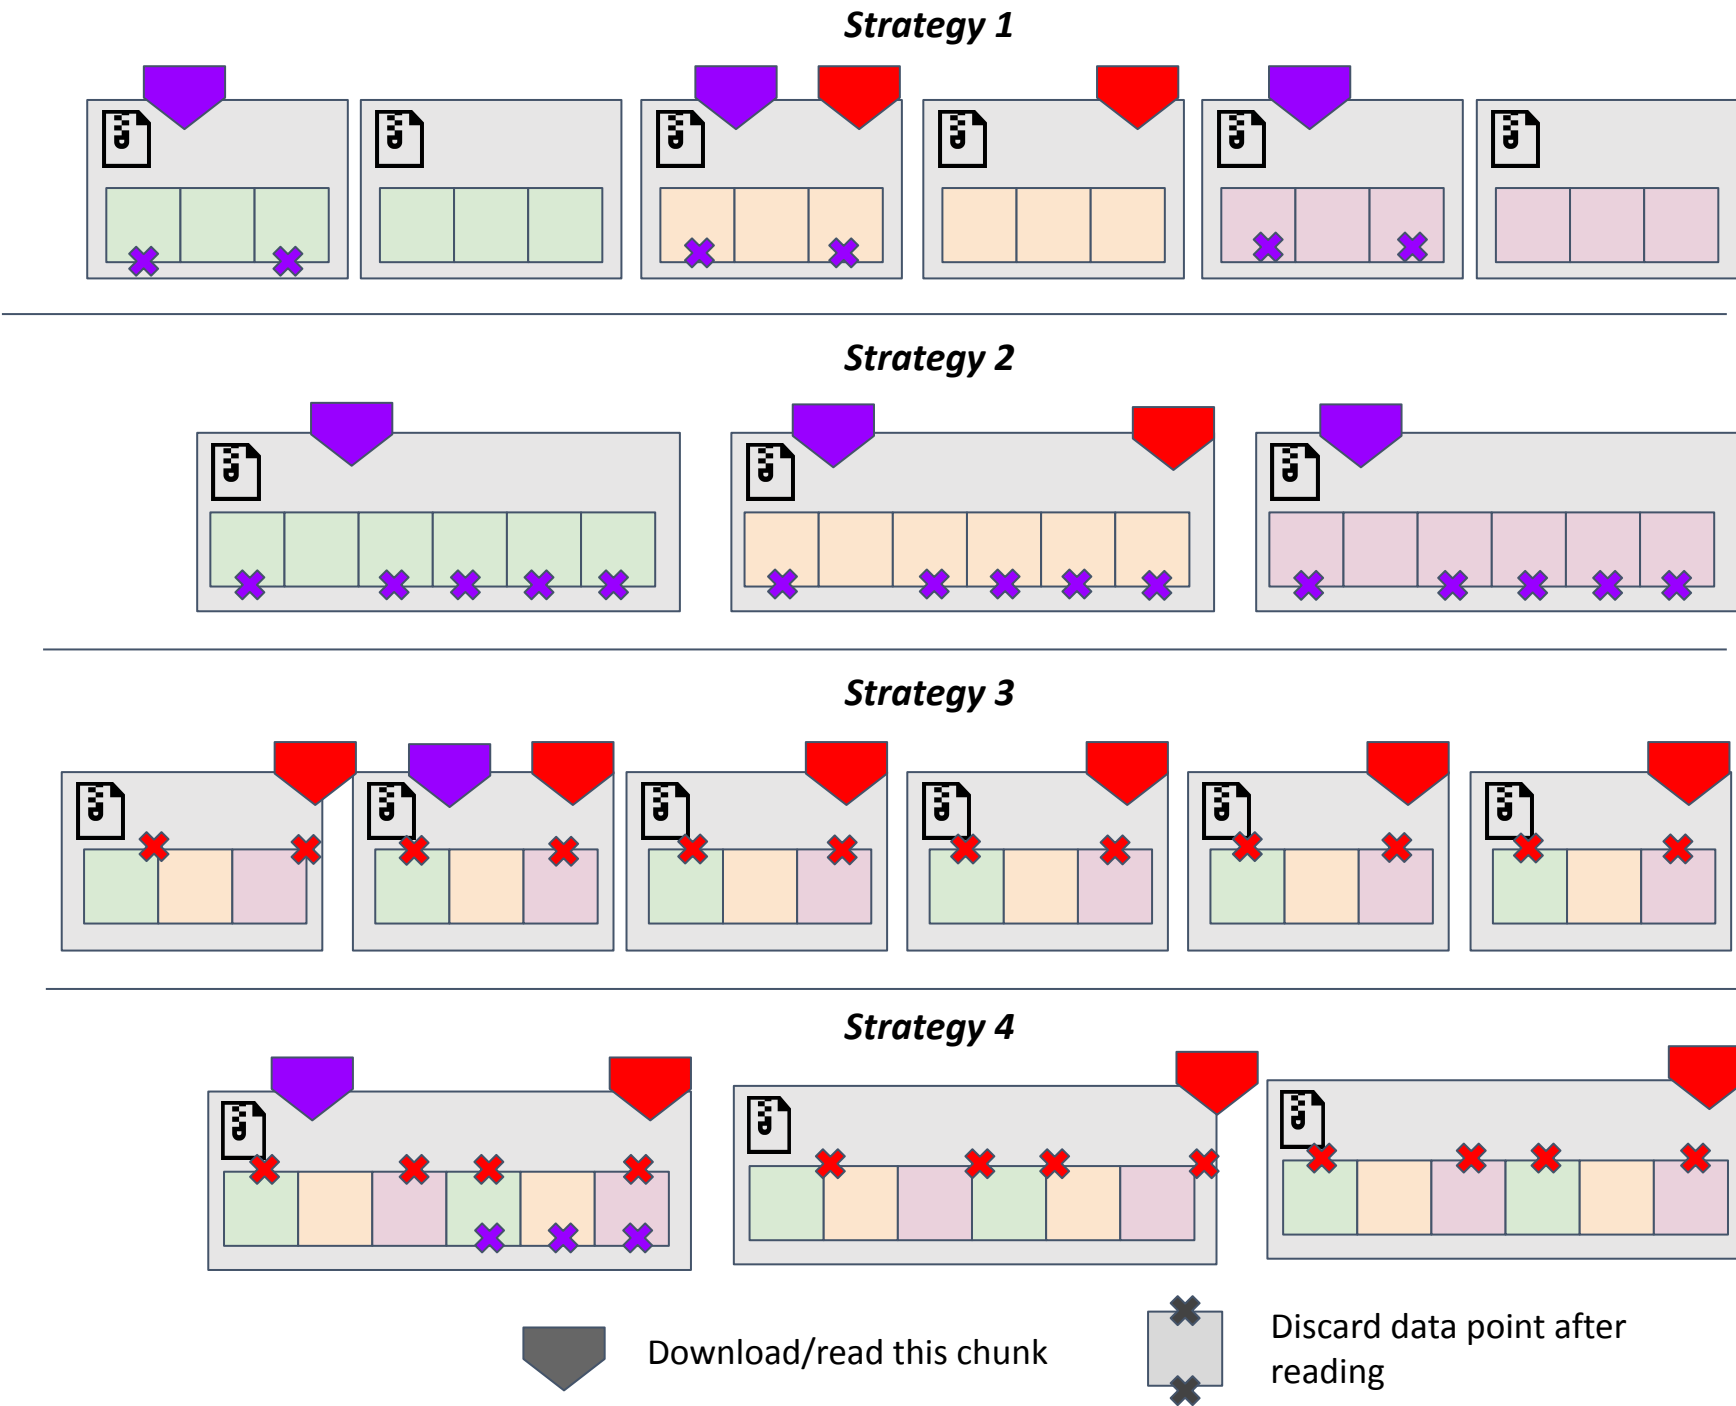 Strategy 1
Strategy 2
Strategy 3
Strategy 4
Download/read this chunk
Discard data point after
reading